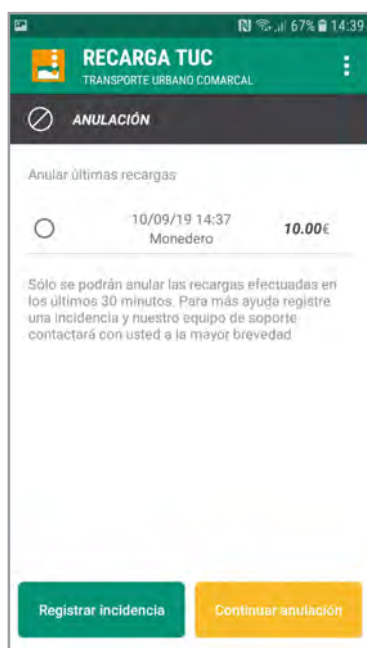 67% 14:39
RECARGA TUC
TRANSPORTE URBANO COMARCAL
ANULACIÓN
Anular últimas recargas
10/09/19 14:37
Monedero
10.00€
Sólo se podrán anular las recargas efectuadas en
los últimos 30 minutos. Para más ayuda registre
una incidencia y nuestro equipo de soporte
contactará con usted a la mayor brevedad
Registrar incidencia
Continuar anulación